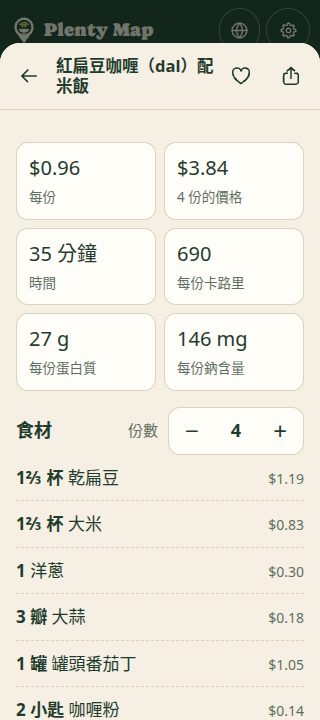 Plenty Map
紅扁豆咖喱（dal）配
米飯
$0.96
每份
$3.84
4 份的價格
35 分鐘
時間
690
每份卡路里
27 g
每份蛋白質
146 mg
每份鈉含量
食材
份數
− 4 +
1⅔ 杯 乾扁豆
$1.19
1⅔ 杯 大米
$0.83
1 洋蔥
$0.30
3 瓣 大蒜
$0.18
1 罐 罐頭番茄丁
$1.05
2 小匙 咖喱粉
$0.14